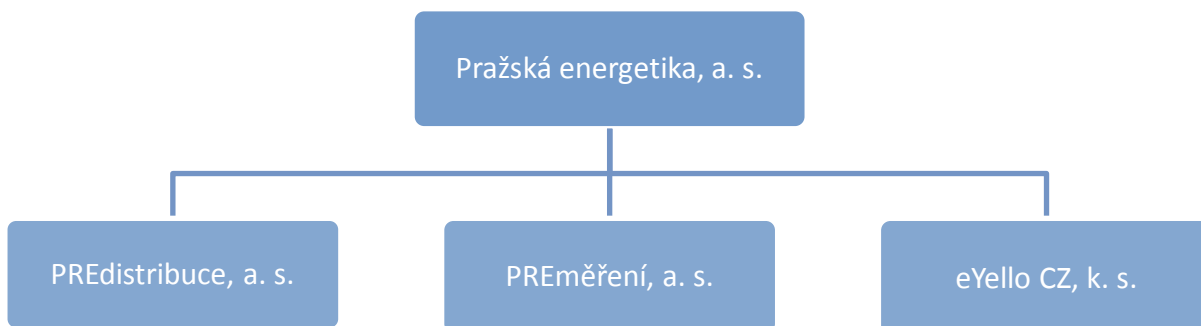 Pražská energetika, a. s.
PREdistribuce, a. s.
PREměření, a. s.
eYello CZ, k. s.